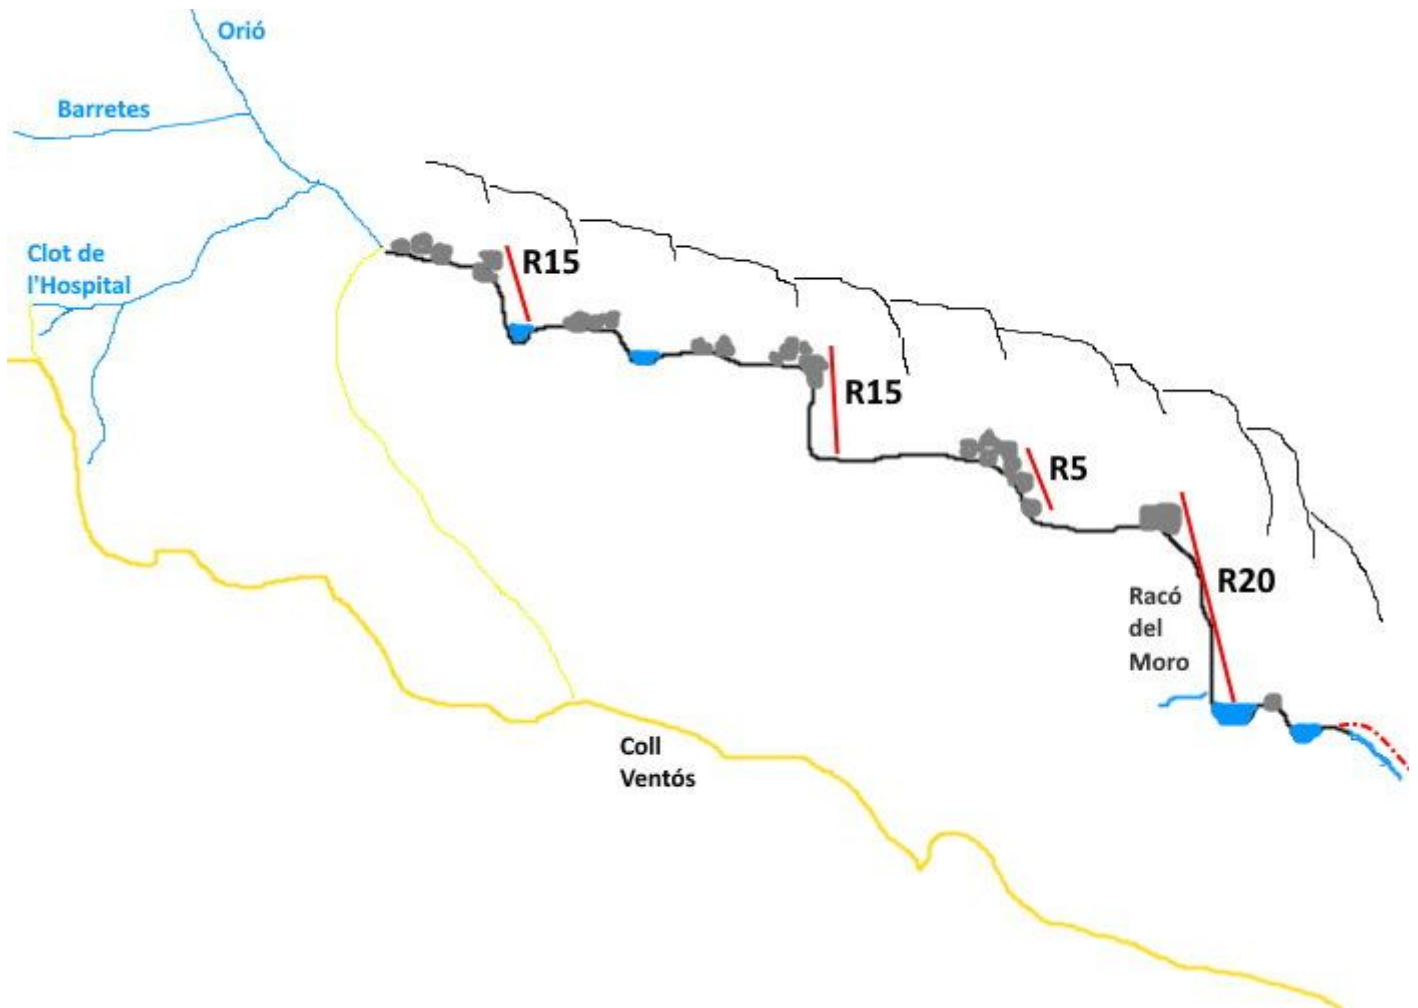 Orió
Barretes
Clot de
l'Hospital
R15
R15
R5
R20
Racó
del
Moro
Coll
Ventós